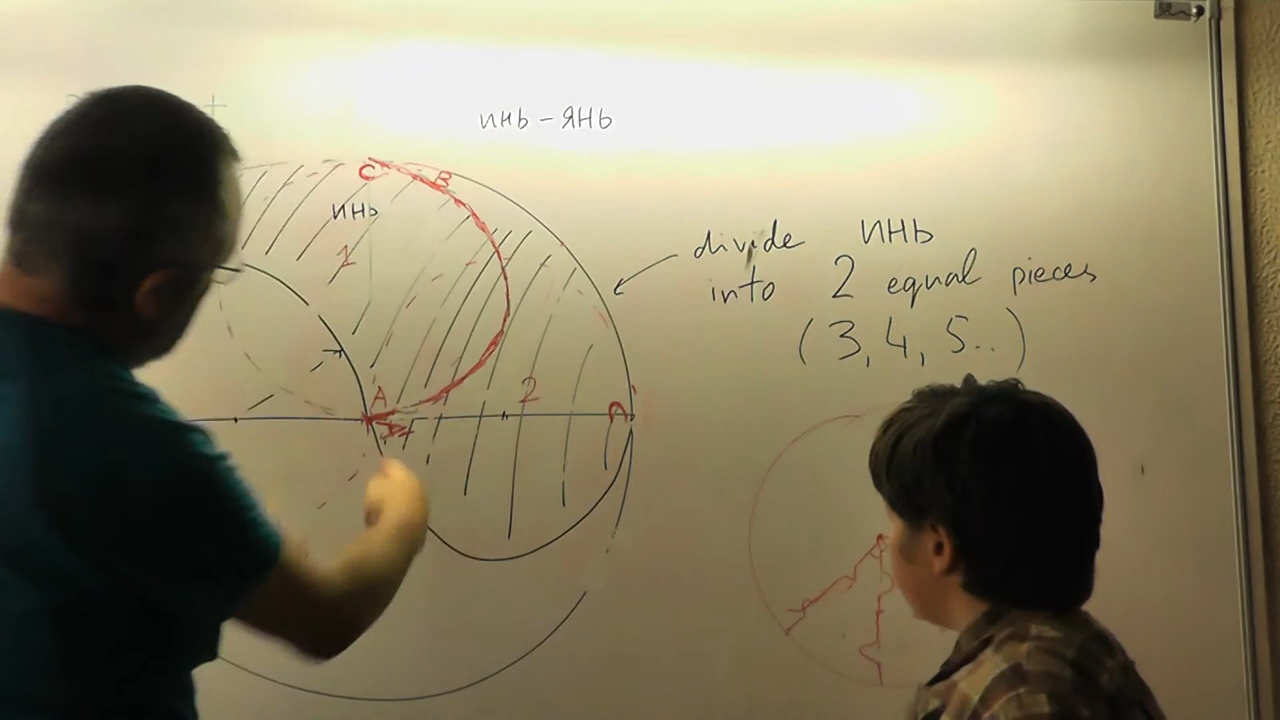 инь – янь
C
B
инь
1
divide инь
into 2 equal pieces
(3, 4, 5..)
2
A